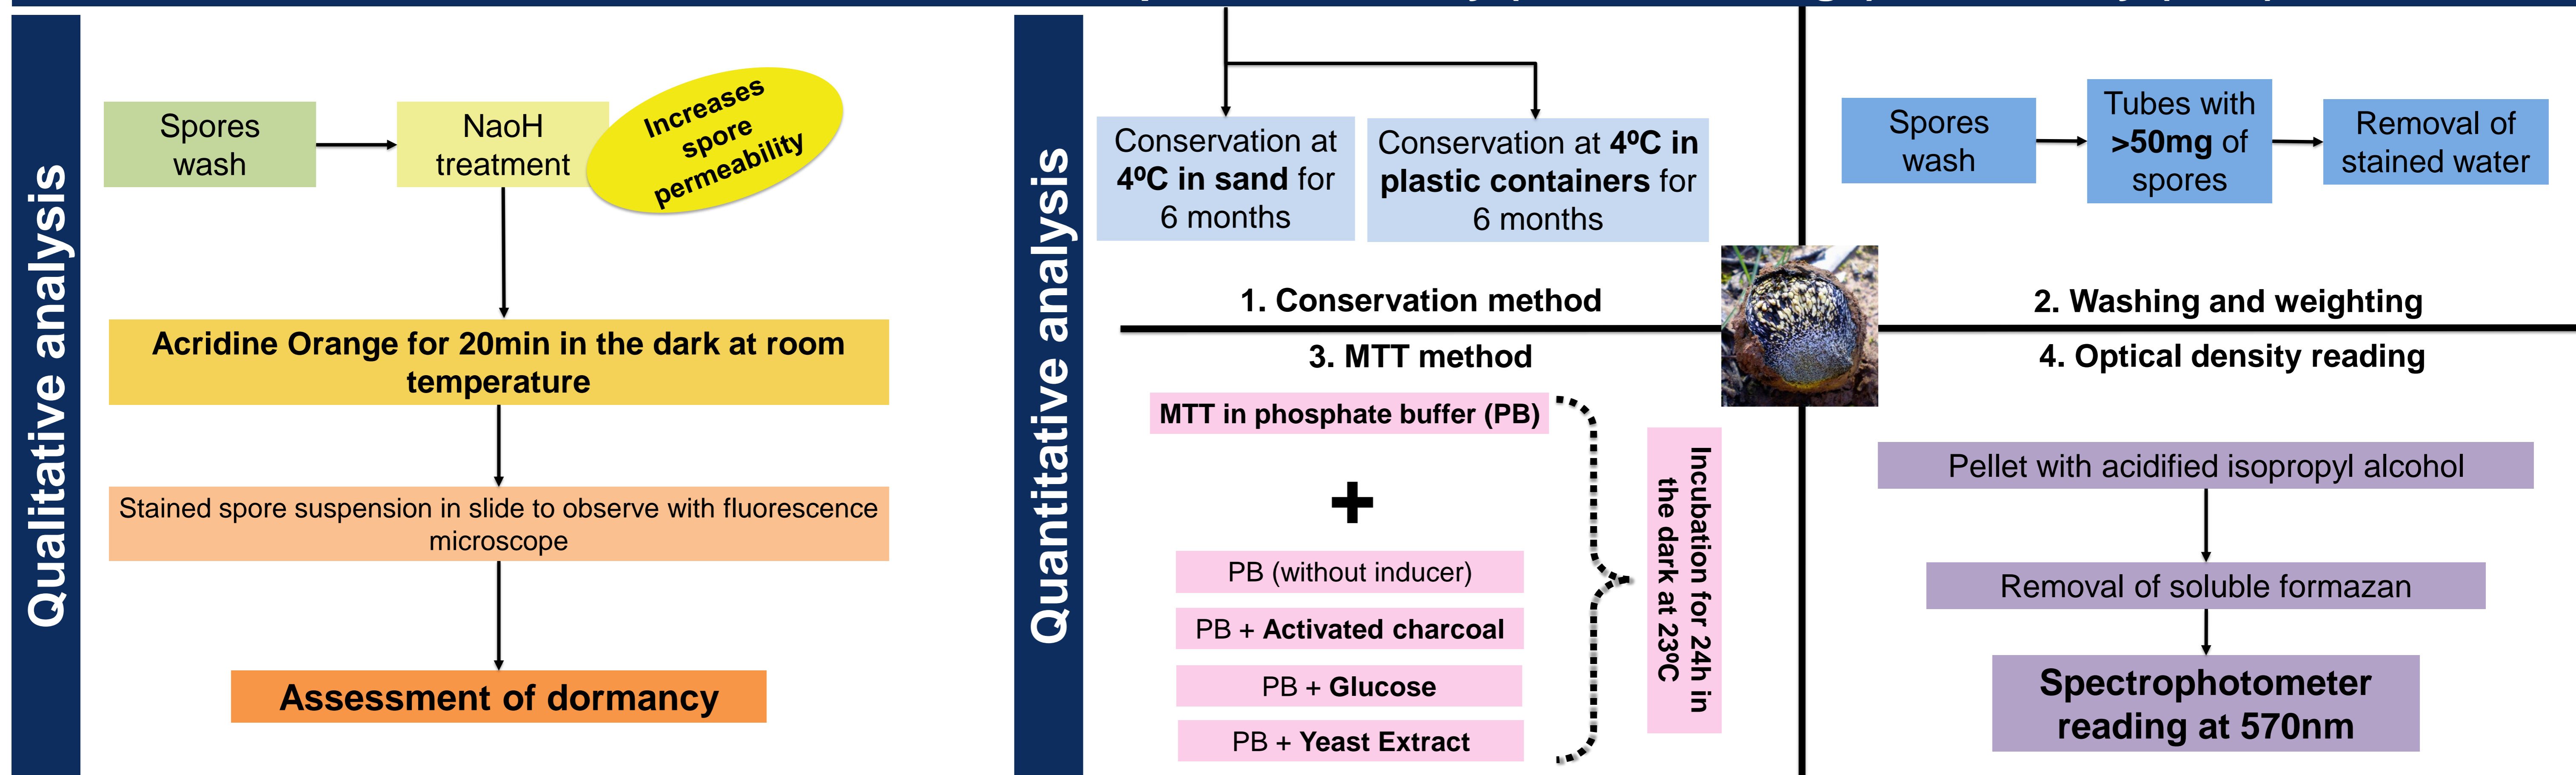 Qualitative analysis
Spores
wash
NaoH
treatment
Increases
spore
permeability
Acridine Orange for 20min in the dark at room
temperature
Stained spore suspension in slide to observe with fluorescence
microscope
Assessment of dormancy
Quantitative analysis
Conservation at
4ºC in sand for
6 months
Conservation at 4ºC in
plastic containers for
6 months
1. Conservation method
Spores
wash
Tubes with
>50mg of
spores
Removal of
stained water
2. Washing and weighting
3. MTT method
MTT in phosphate buffer (PB)
+
PB (without inducer)
PB + Activated charcoal
PB + Glucose
PB + Yeast Extract
Incubation for 24h in
the dark at 23ºC
4. Optical density reading
Pellet with acidified isopropyl alcohol
Removal of soluble formazan
Spectrophotometer
reading at 570nm